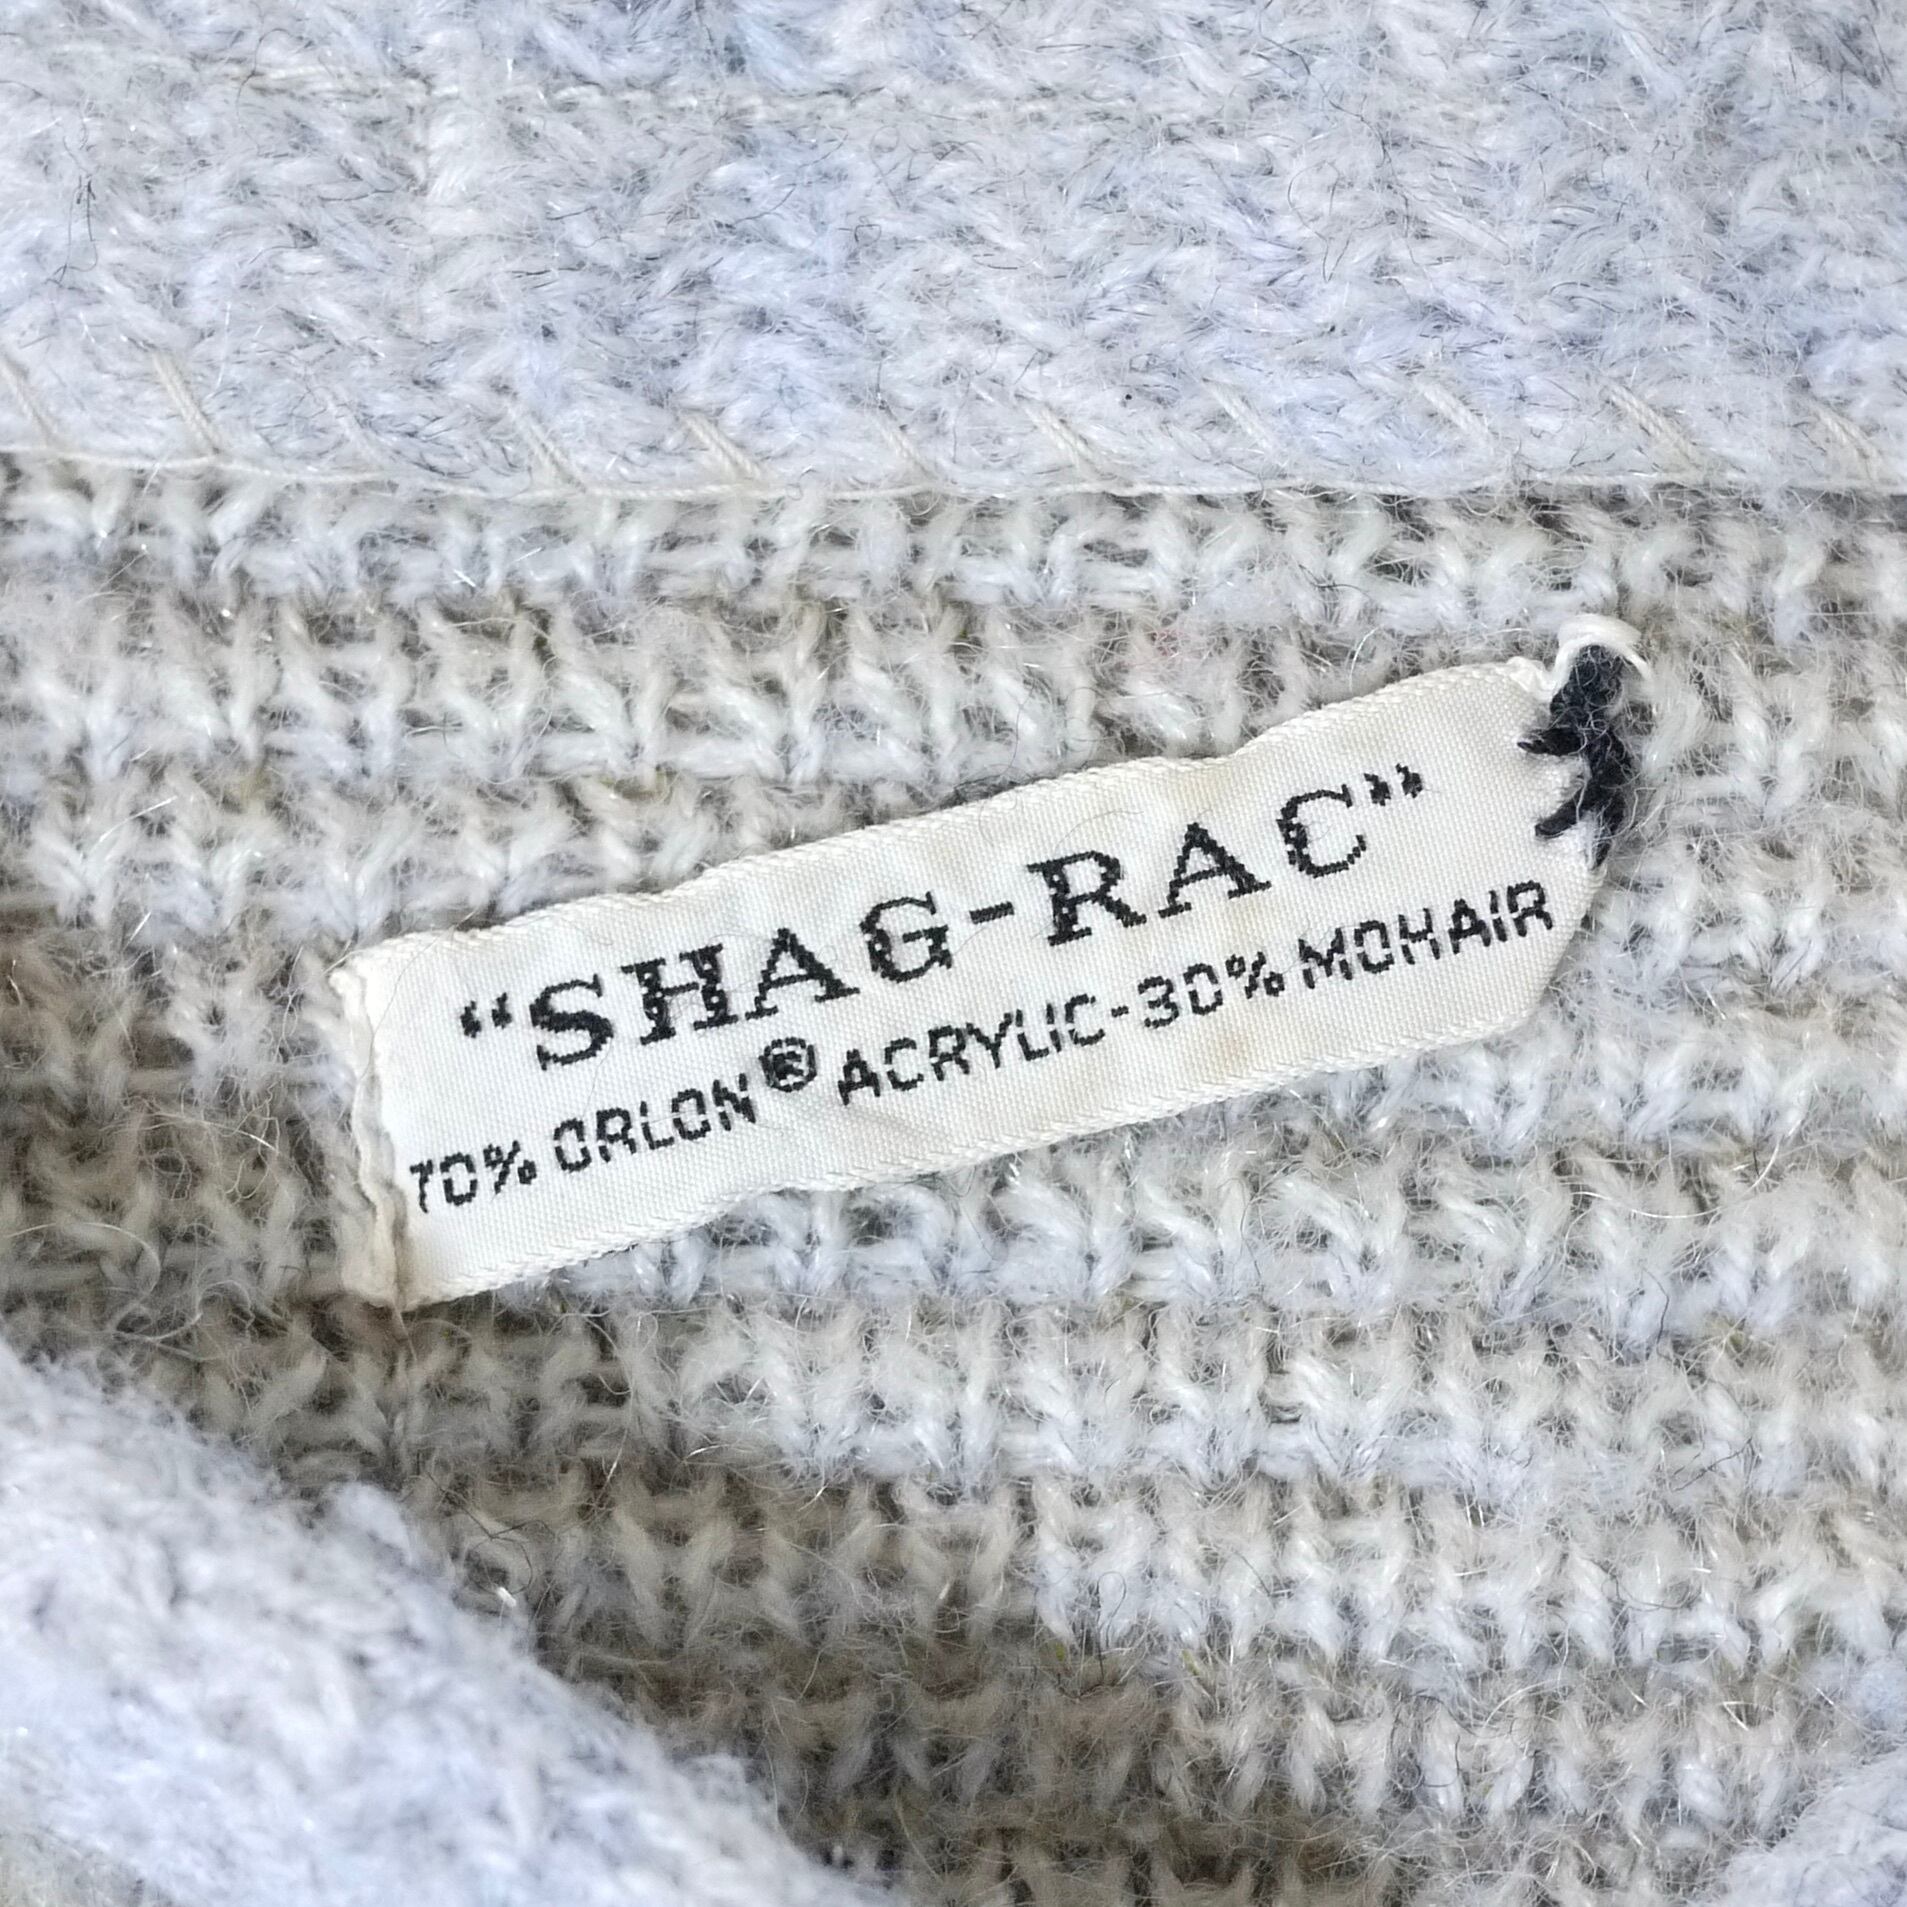 “SHAG-RAC”
70% ORLON® ACRYLIC-30% MOHAIR